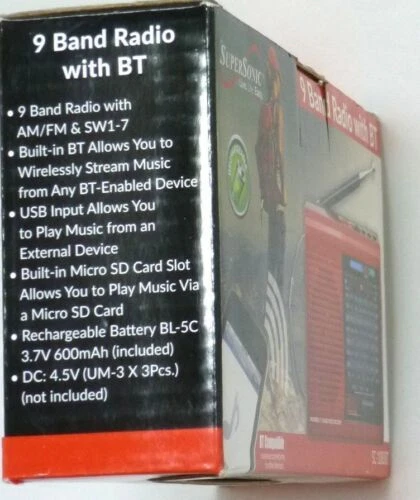 9 Band Radio
with BT
• 9 Band Radio with
AM/FM & SW1-7
• Built-in BT Allows You to
Wirelessly Stream Music
from Any BT-Enabled Device
• USB Input Allows You
to Play Music from an
External Device
• Built-in Micro SD Card Slot
Allows You to Play Music Via
a Micro SD Card
• Rechargeable Battery BL-5C
3.7V 600mAh (included)
• DC: 4.5V (UM-3 X 3Pcs.)
(not included)
SUPERSONIC
9 Band Radio with BT
BT Compatible